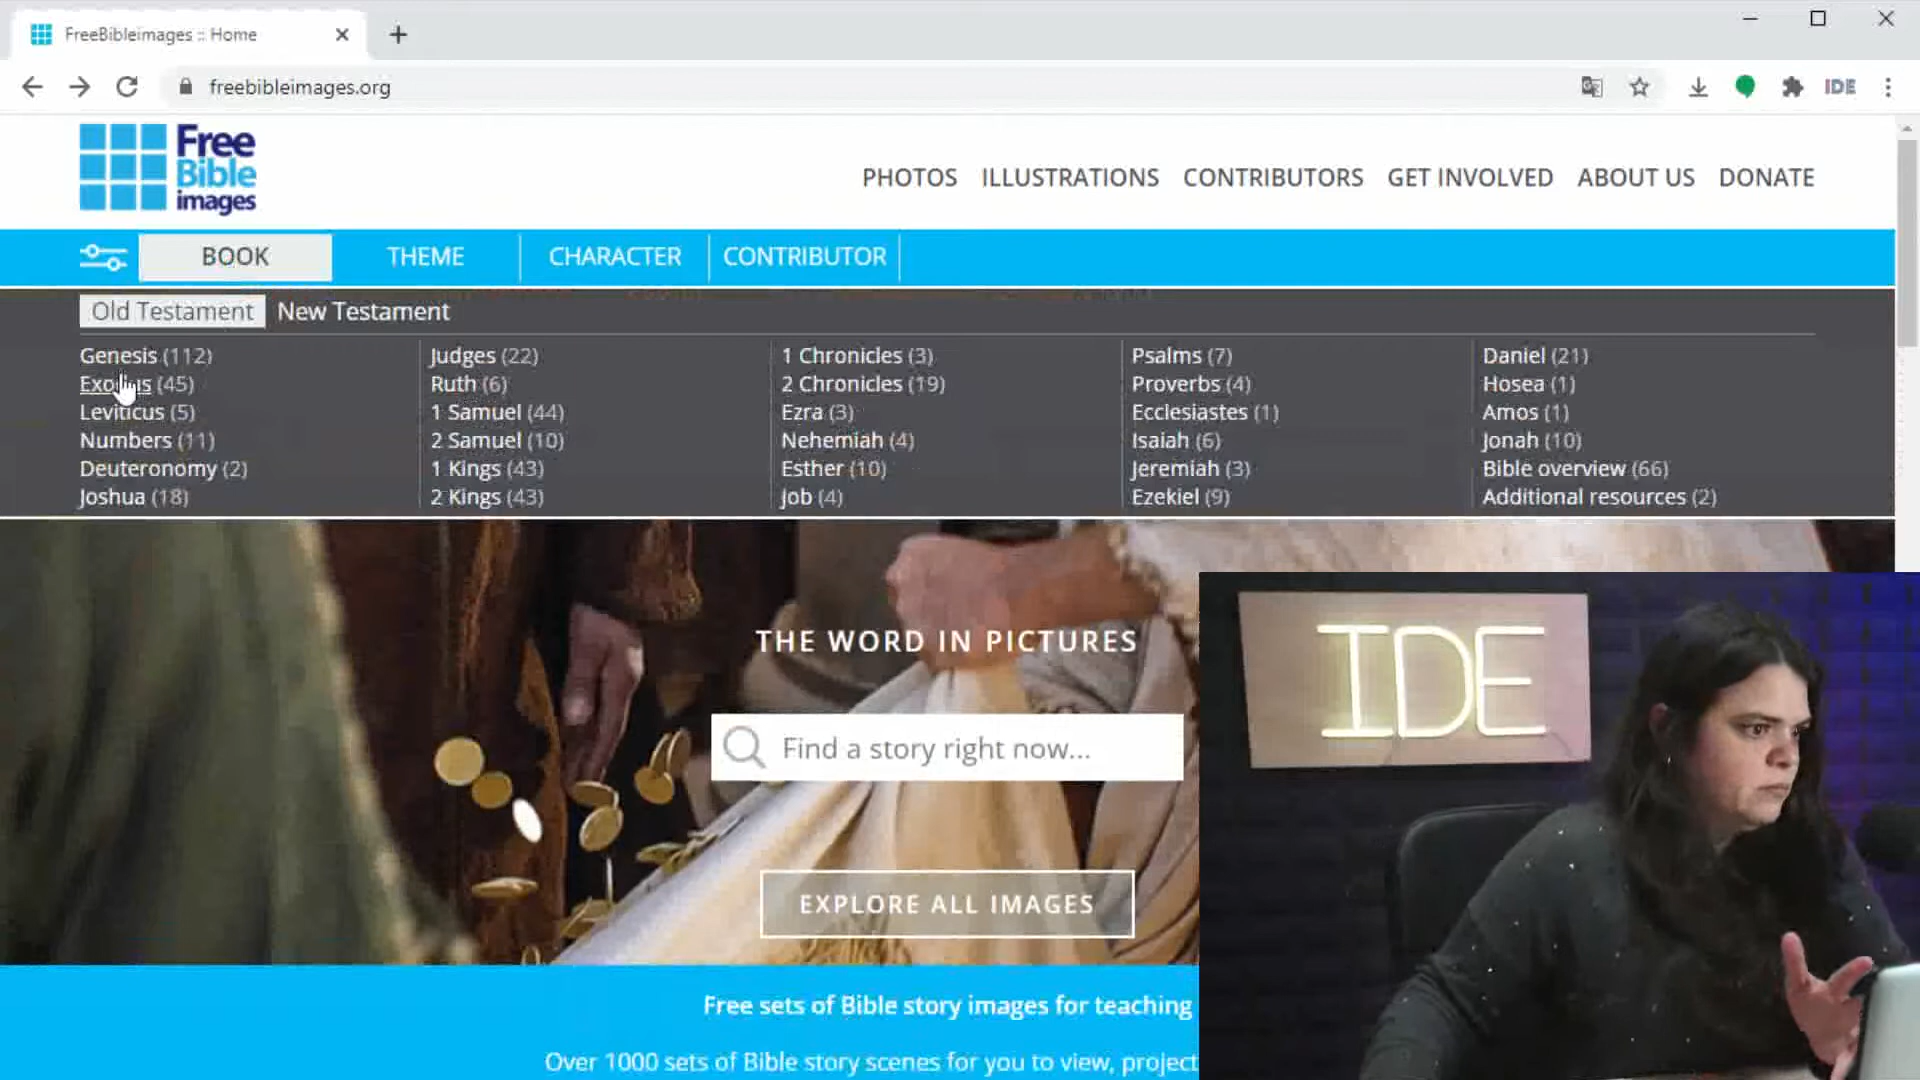 FreeBibleimages :: Home
freebibleimages.org
IDE
Free
Bible
images
PHOTOS ILLUSTRATIONS CONTRIBUTORS GET INVOLVED ABOUT US DONATE
BOOK THEME CHARACTER CONTRIBUTOR
Old Testament New Testament
Genesis (112)
Exodus (45)
Leviticus (5)
Numbers (11)
Deuteronomy (2)
Joshua (18)
Judges (22)
Ruth (6)
1 Samuel (44)
2 Samuel (10)
1 Kings (43)
2 Kings (43)
1 Chronicles (3)
2 Chronicles (19)
Ezra (3)
Nehemiah (4)
Esther (10)
Job (4)
Psalms (7)
Proverbs (4)
Ecclesiastes (1)
Isaiah (6)
Jeremiah (3)
Ezekiel (9)
Daniel (21)
Hosea (1)
Amos (1)
Jonah (10)
Bible overview (66)
Additional resources (2)
THE WORD IN PICTURES
Find a story right now...
EXPLORE ALL IMAGES
Free sets of Bible story images for teaching
Over 1000 sets of Bible story scenes for you to view, project
IDE